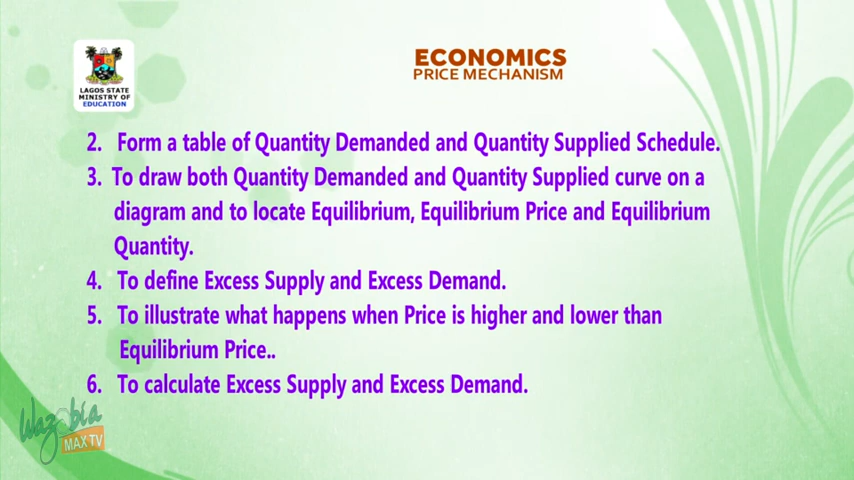 ECONOMICS
PRICE MECHANISM
LAGOS STATE
MINISTRY OF
EDUCATION
2. Form a table of Quantity Demanded and Quantity Supplied Schedule.
3. To draw both Quantity Demanded and Quantity Supplied curve on a
diagram and to locate Equilibrium, Equilibrium Price and Equilibrium
Quantity.
4. To define Excess Supply and Excess Demand.
5. To illustrate what happens when Price is higher and lower than
Equilibrium Price..
6. To calculate Excess Supply and Excess Demand.
Wazobia
MAX TV